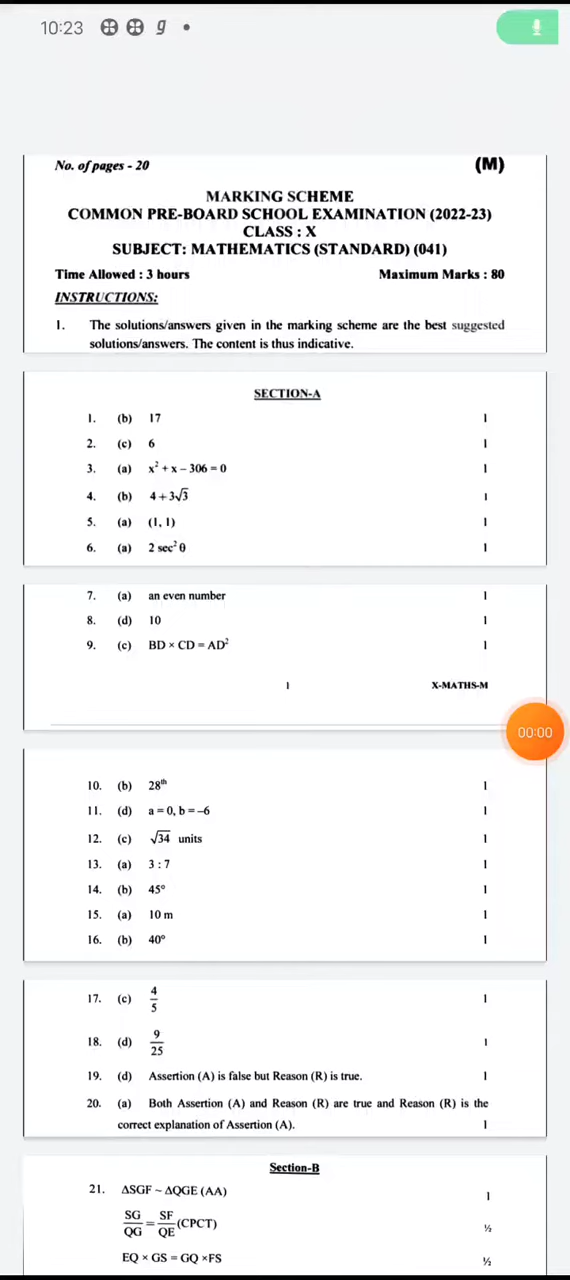 10:23 g
No. of pages - 20 (M)
MARKING SCHEME
COMMON PRE-BOARD SCHOOL EXAMINATION (2022-23)
CLASS : X
SUBJECT: MATHEMATICS (STANDARD) (041)
Time Allowed : 3 hours Maximum Marks : 80
INSTRUCTIONS:
1. The solutions/answers given in the marking scheme are the best suggested
solutions/answers. The content is thus indicative.
SECTION-A
1. (b) 17 1
2. (c) 6 1
3. (a) x² + x – 306 = 0 1
4. (b) 4 + 3√3 1
5. (a) (1, 1) 1
6. (a) 2 sec² θ 1
7. (a) an even number 1
8. (d) 10 1
9. (c) BD × CD = AD² 1
1 X-MATHS-M
00:00
10. (b) 28th 1
11. (d) a = 0, b = –6 1
12. (c) √34 units 1
13. (a) 3 : 7 1
14. (b) 45° 1
15. (a) 10 m 1
16. (b) 40° 1
17. (c) 4/5 1
18. (d) 9/25 1
19. (d) Assertion (A) is false but Reason (R) is true. 1
20. (a) Both Assertion (A) and Reason (R) are true and Reason (R) is the
correct explanation of Assertion (A). 1
Section-B
21. ΔSGF ~ ΔQGE (AA) 1
SG/QG = SF/QE (CPCT) ½
EQ × GS = GQ ×FS ½